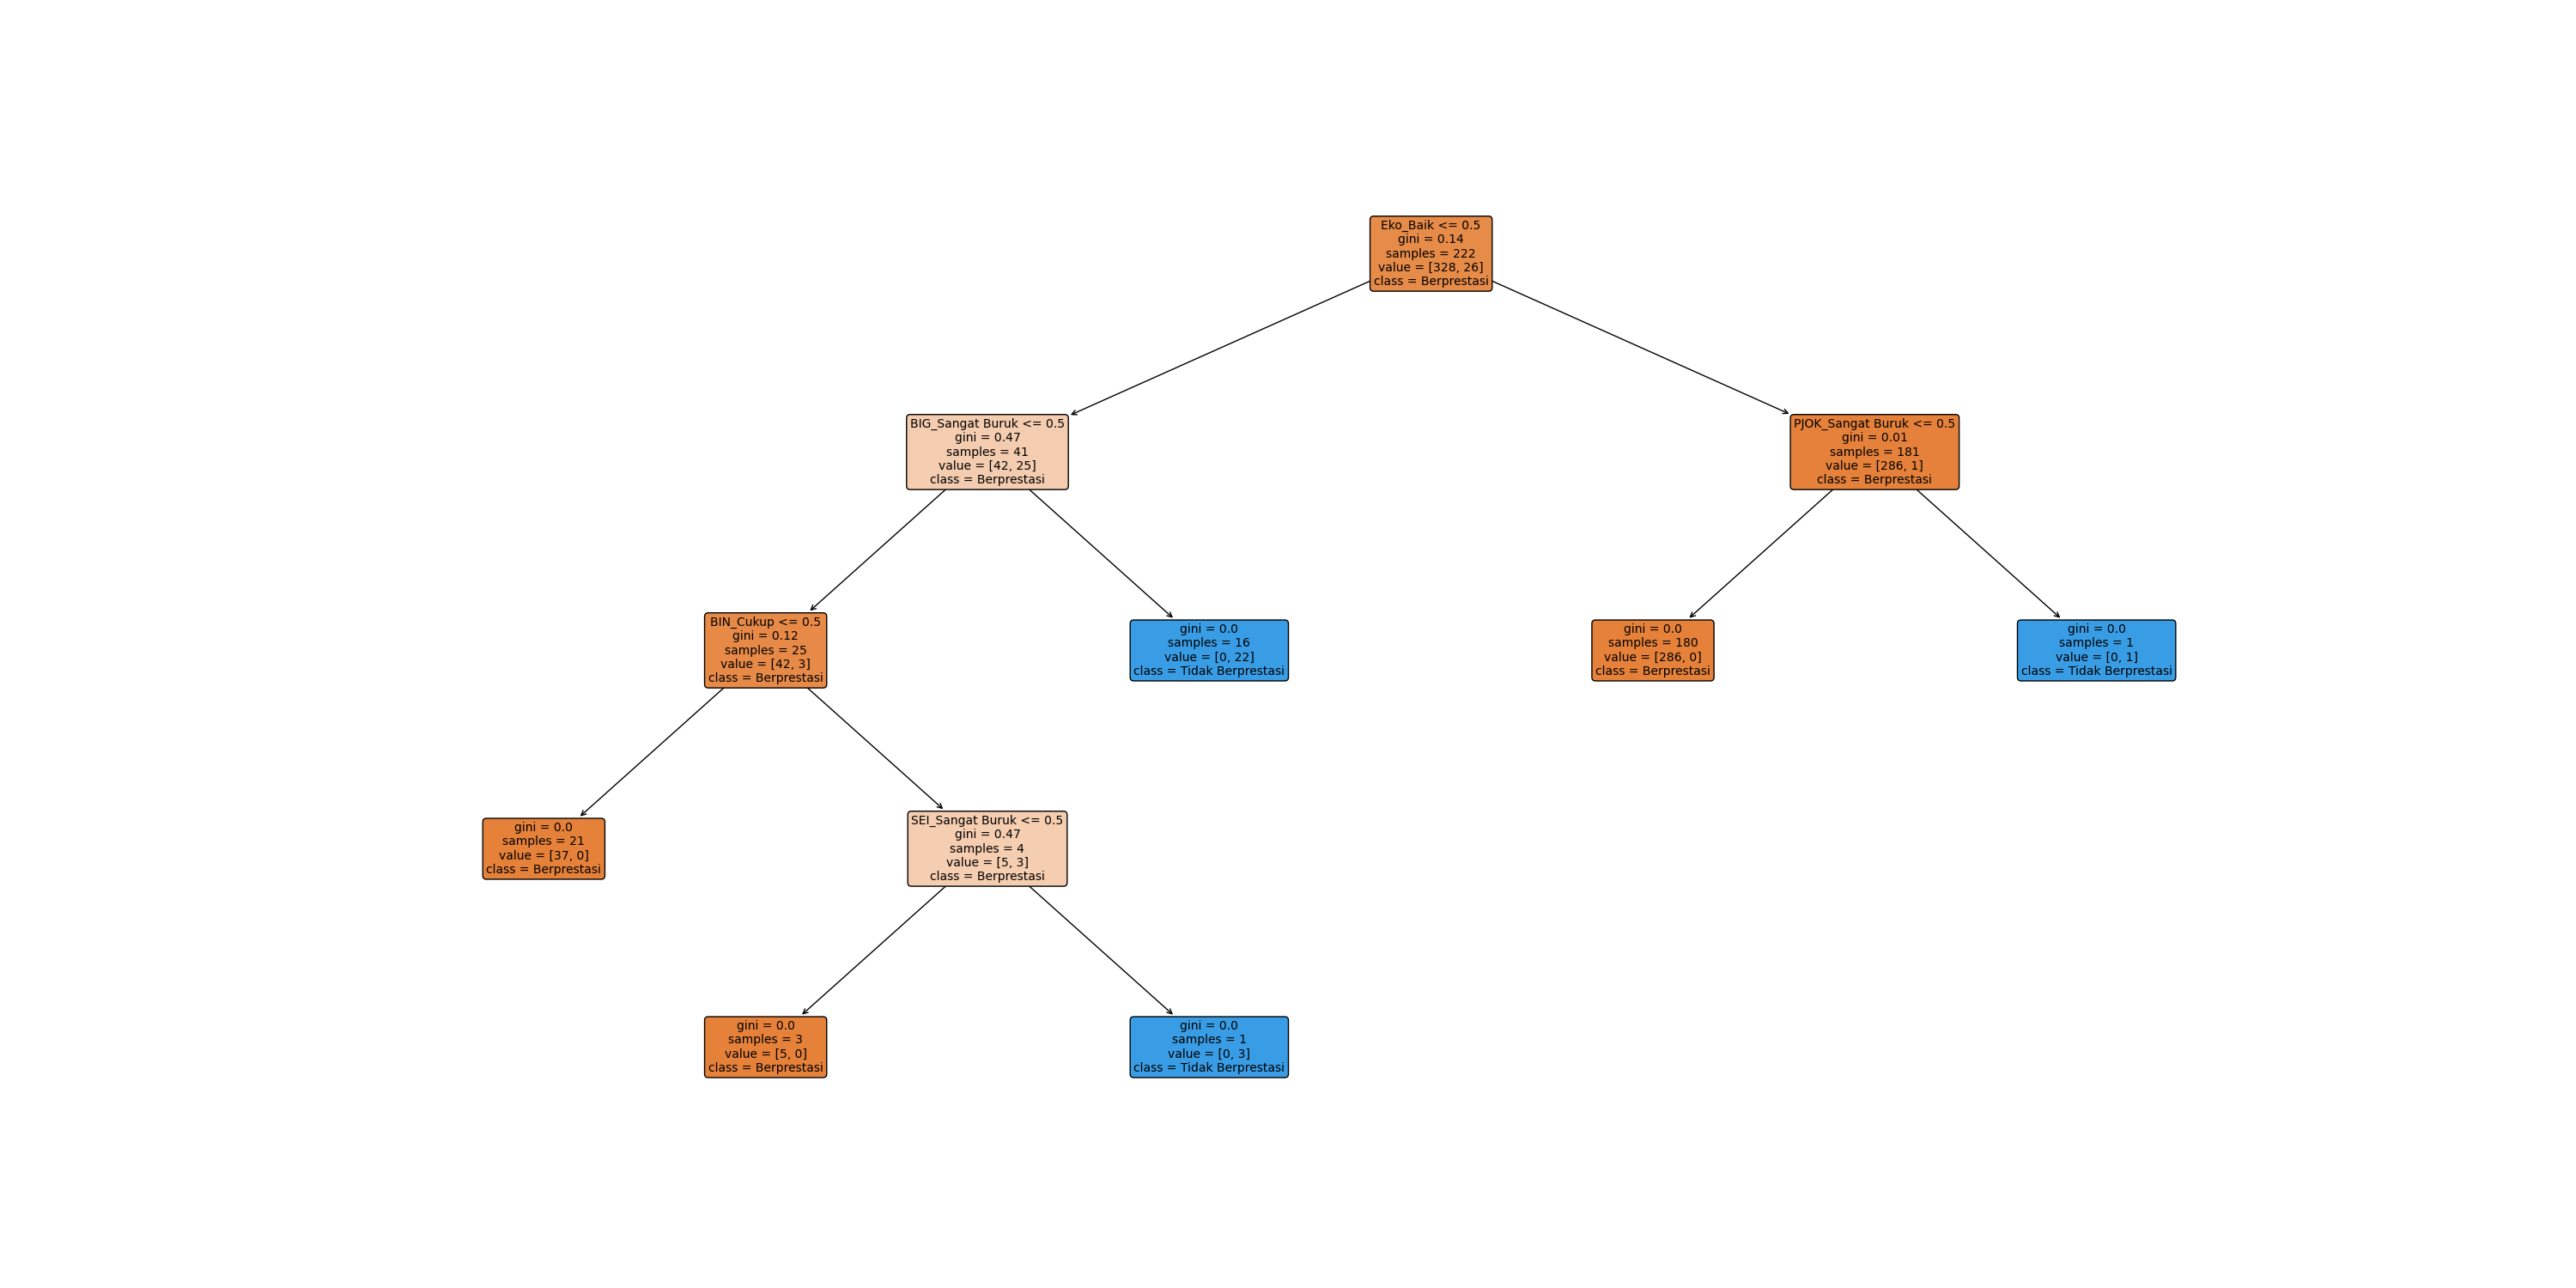 Eko_Baik <= 0.5
gini = 0.14
samples = 222
value = [328, 26]
class = Berprestasi
BIG_Sangat Buruk <= 0.5
gini = 0.47
samples = 41
value = [42, 25]
class = Berprestasi
PJOK_Sangat Buruk <= 0.5
gini = 0.01
samples = 181
value = [286, 1]
class = Berprestasi
BIN_Cukup <= 0.5
gini = 0.12
samples = 25
value = [42, 3]
class = Berprestasi
gini = 0.0
samples = 16
value = [0, 22]
class = Tidak Berprestasi
gini = 0.0
samples = 180
value = [286, 0]
class = Berprestasi
gini = 0.0
samples = 1
value = [0, 1]
class = Tidak Berprestasi
gini = 0.0
samples = 21
value = [37, 0]
class = Berprestasi
SEI_Sangat Buruk <= 0.5
gini = 0.47
samples = 4
value = [5, 3]
class = Berprestasi
gini = 0.0
samples = 3
value = [5, 0]
class = Berprestasi
gini = 0.0
samples = 1
value = [0, 3]
class = Tidak Berprestasi